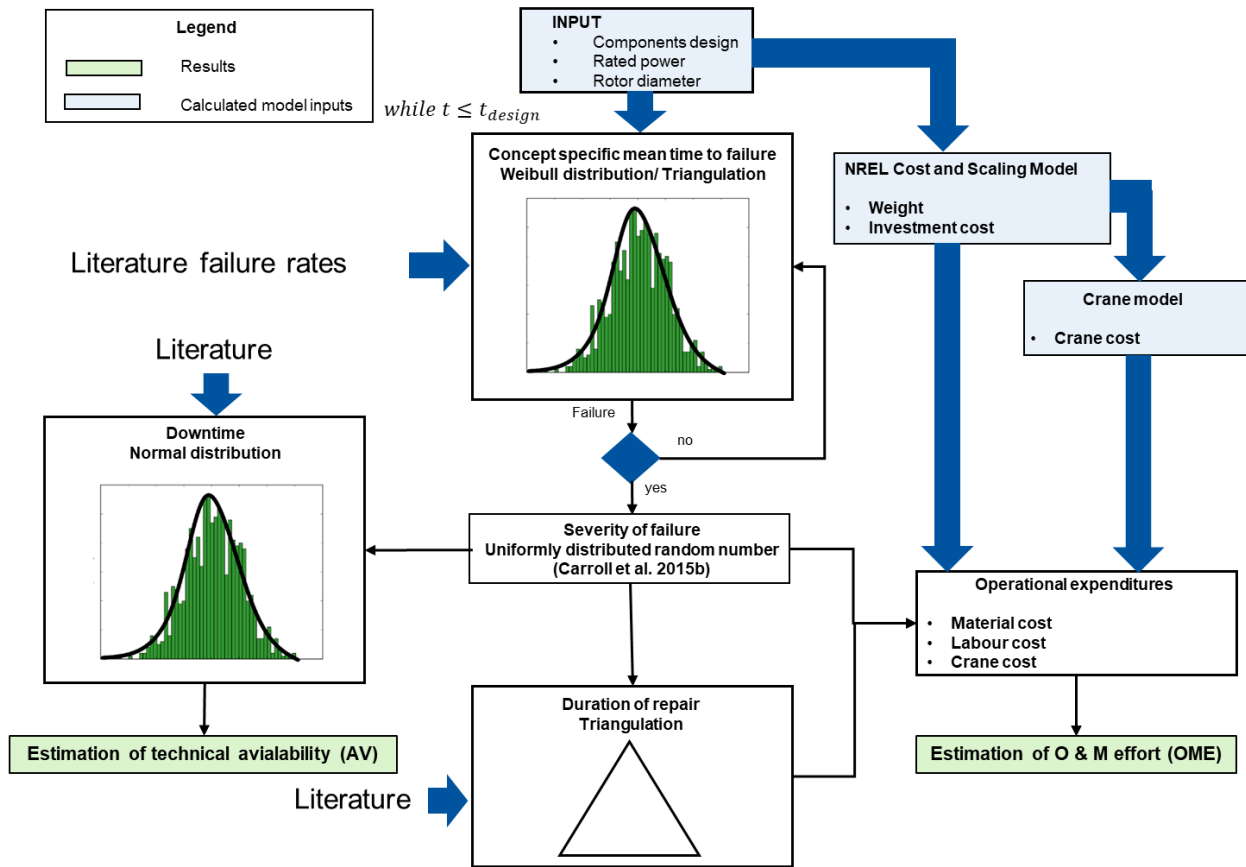 Legend
Results
Calculated model inputs
INPUT
• Components design
• Rated power
• Rotor diameter
while t ≤ t_design
Concept specific mean time to failure
Weibull distribution/ Triangulation
NREL Cost and Scaling Model
• Weight
• Investment cost
Literature failure rates
Crane model
• Crane cost
Literature
Failure
no
yes
Downtime
Normal distribution
Severity of failure
Uniformly distributed random number
(Carroll et al. 2015b)
Operational expenditures
• Material cost
• Labour cost
• Crane cost
Duration of repair
Triangulation
Estimation of technical avialability (AV)
Estimation of O & M effort (OME)
Literature